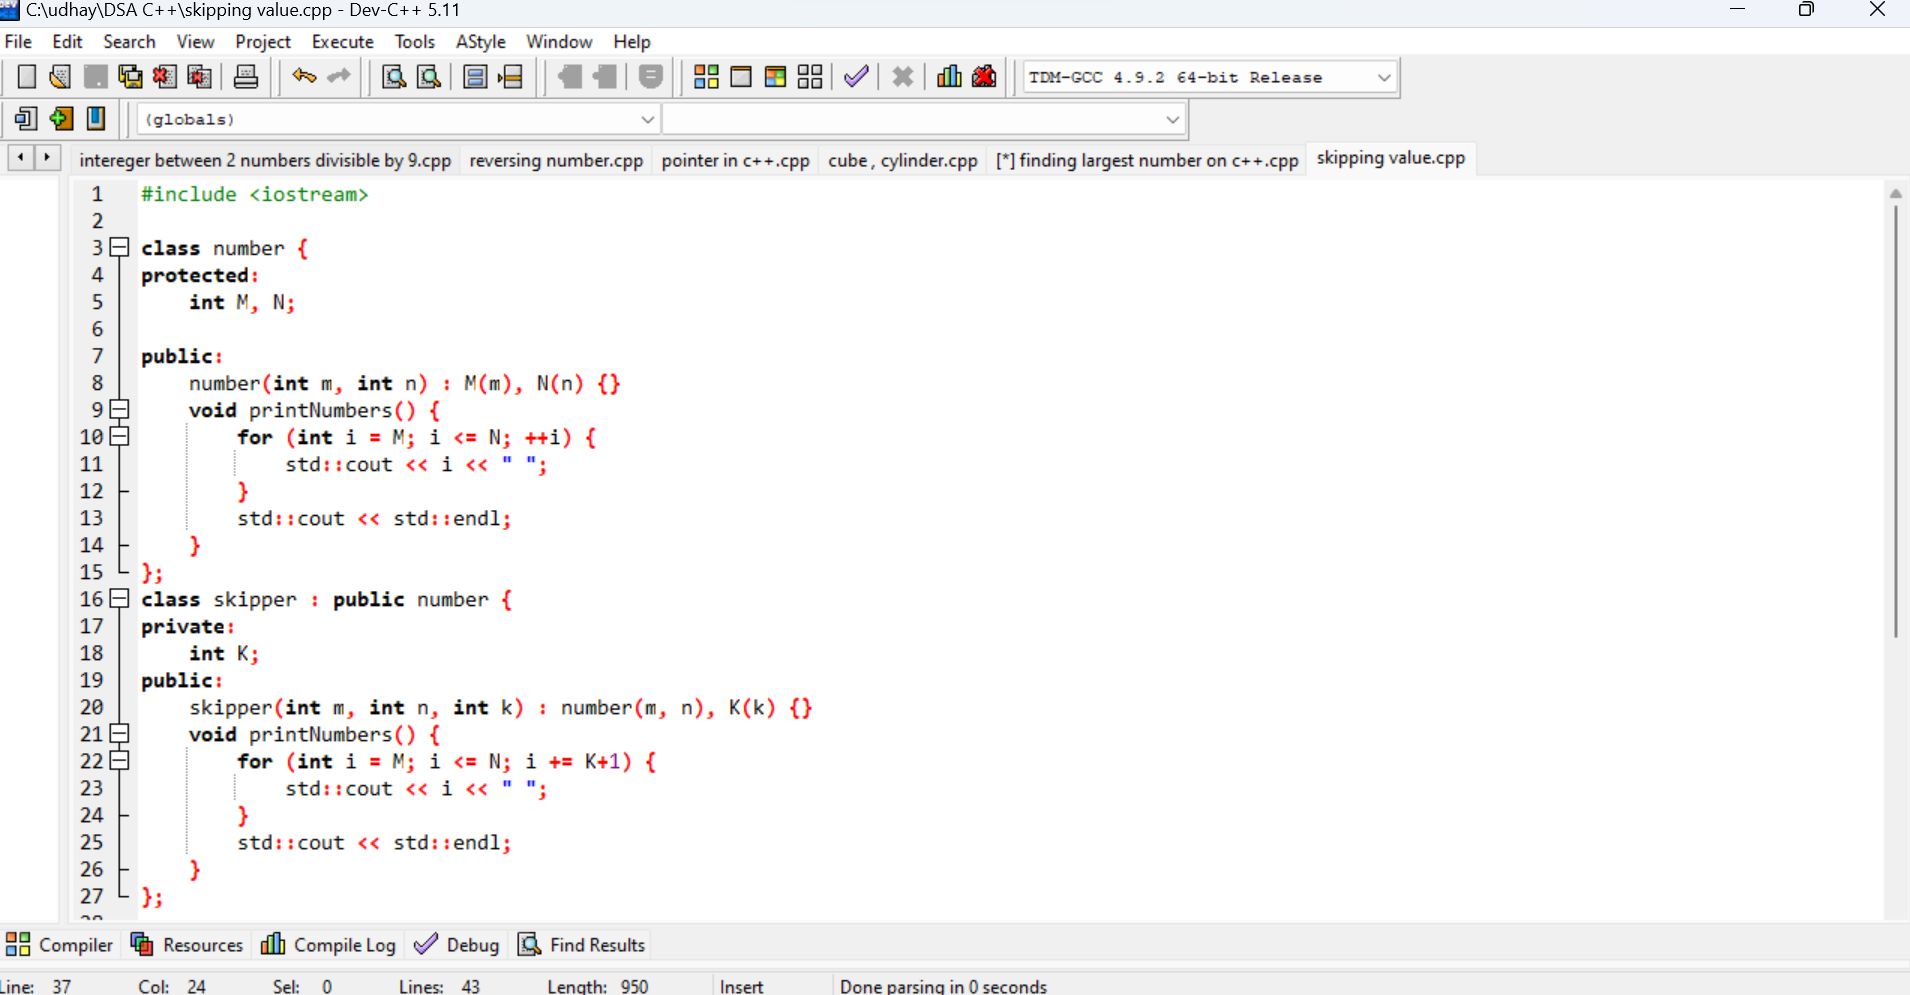 C:\udhay\DSA C++\skipping value.cpp - Dev-C++ 5.11
File Edit Search View Project Execute Tools AStyle Window Help
TDM-GCC 4.9.2 64-bit Release
(globals)
intereger between 2 numbers divisible by 9.cpp reversing number.cpp pointer in c++.cpp cube , cylinder.cpp [*] finding largest number on c++.cpp skipping value.cpp
1 #include <iostream>
2
3 class number {
4 protected:
5     int M, N;
6
7 public:
8     number(int m, int n) : M(m), N(n) {}
9     void printNumbers() {
10         for (int i = M; i <= N; ++i) {
11             std::cout << i << " ";
12         }
13         std::cout << std::endl;
14     }
15 };
16 class skipper : public number {
17 private:
18     int K;
19 public:
20     skipper(int m, int n, int k) : number(m, n), K(k) {}
21     void printNumbers() {
22         for (int i = M; i <= N; i += K+1) {
23             std::cout << i << " ";
24         }
25         std::cout << std::endl;
26     }
27 };
28
Compiler Resources Compile Log Debug Find Results
Line: 37 Col: 24 Sel: 0 Lines: 43 Length: 950 Insert Done parsing in 0 seconds